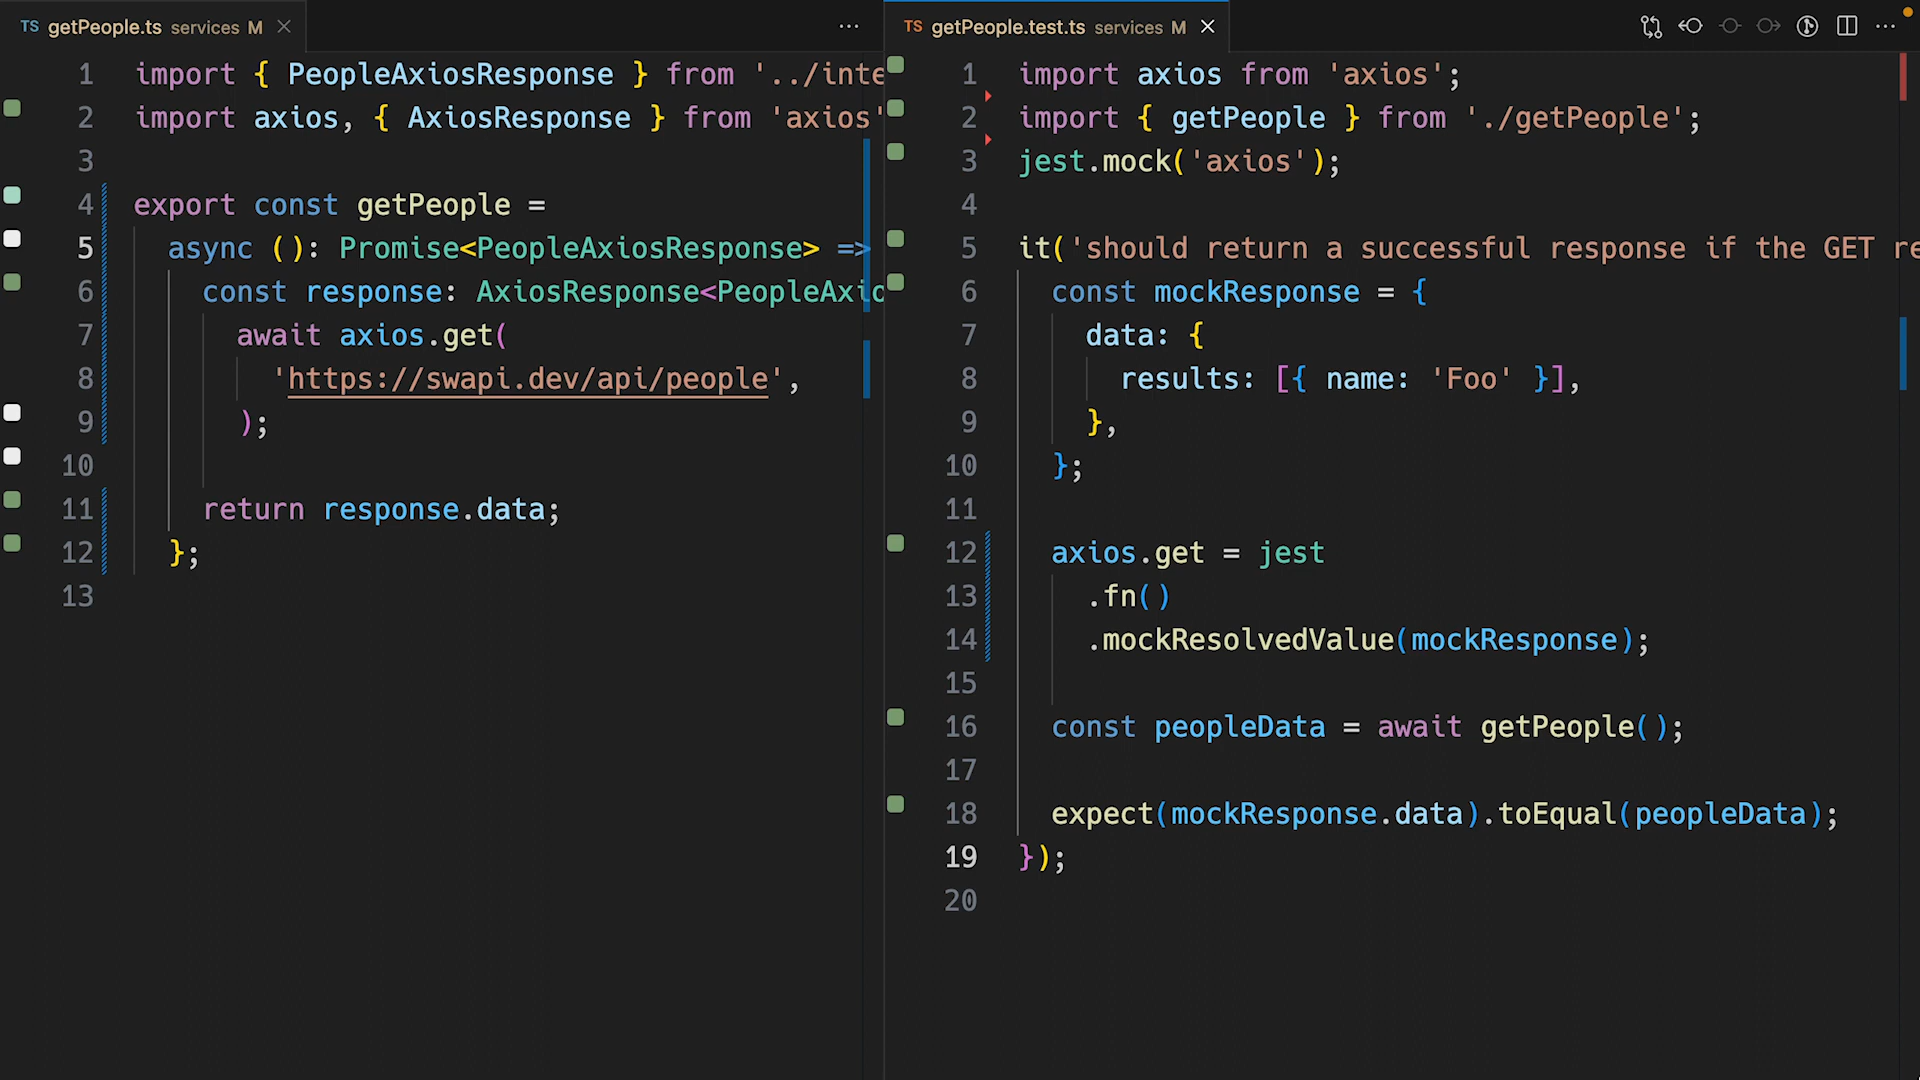 TS getPeople.ts services M
1 import { PeopleAxiosResponse } from '../inte
2 import axios, { AxiosResponse } from 'axios'
3
4 export const getPeople =
5 async (): Promise<PeopleAxiosResponse> =>
6 const response: AxiosResponse<PeopleAxio
7 await axios.get(
8 'https://swapi.dev/api/people',
9 );
10
11 return response.data;
12 };
13
TS getPeople.test.ts services M
1 import axios from 'axios';
2 import { getPeople } from './getPeople';
3 jest.mock('axios');
4
5 it('should return a successful response if the GET re
6 const mockResponse = {
7 data: {
8 results: [{ name: 'Foo' }],
9 },
10 };
11
12 axios.get = jest
13 .fn()
14 .mockResolvedValue(mockResponse);
15
16 const peopleData = await getPeople();
17
18 expect(mockResponse.data).toEqual(peopleData);
19 });
20